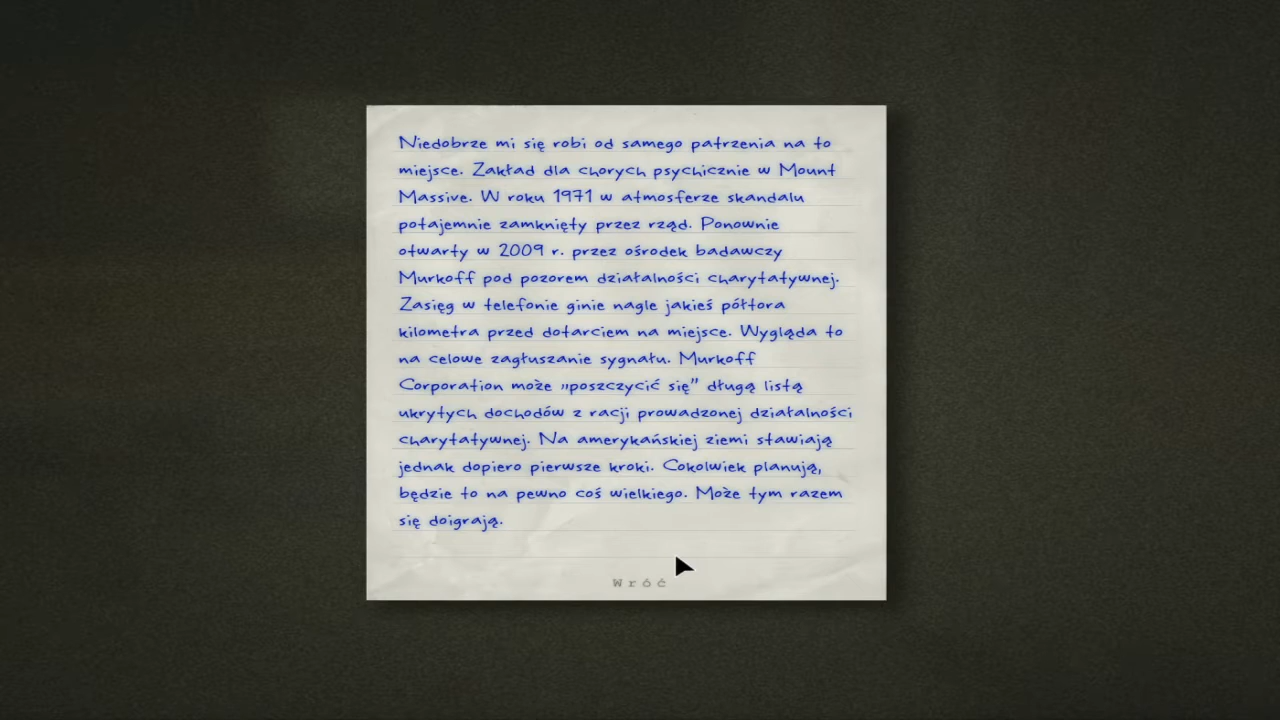 Niedobrze mi się robi od samego patrzenia na to
miejsce. Zakład dla chorych psychicznie w Mount
Massive. W roku 1971 w atmosferze skandalu
potajemnie zamknięty przez rząd. Ponownie
otwarty w 2009 r. przez ośrodek badawczy
Murkoff pod pozorem działalności charytatywnej.
Zasięg w telefonie ginie nagle jakieś półtora
kilometra przed dotarciem na miejsce. Wygląda to
na celowe zagłuszanie sygnału. Murkoff
Corporation może „poszczycić się” długą listą
ukrytych dochodów z racji prowadzonej działalności
charytatywnej. Na amerykańskiej ziemi stawiają
jednak dopiero pierwsze kroki. Cokolwiek planują,
będzie to na pewno coś wielkiego. Może tym razem
się doigrają.
Wróć